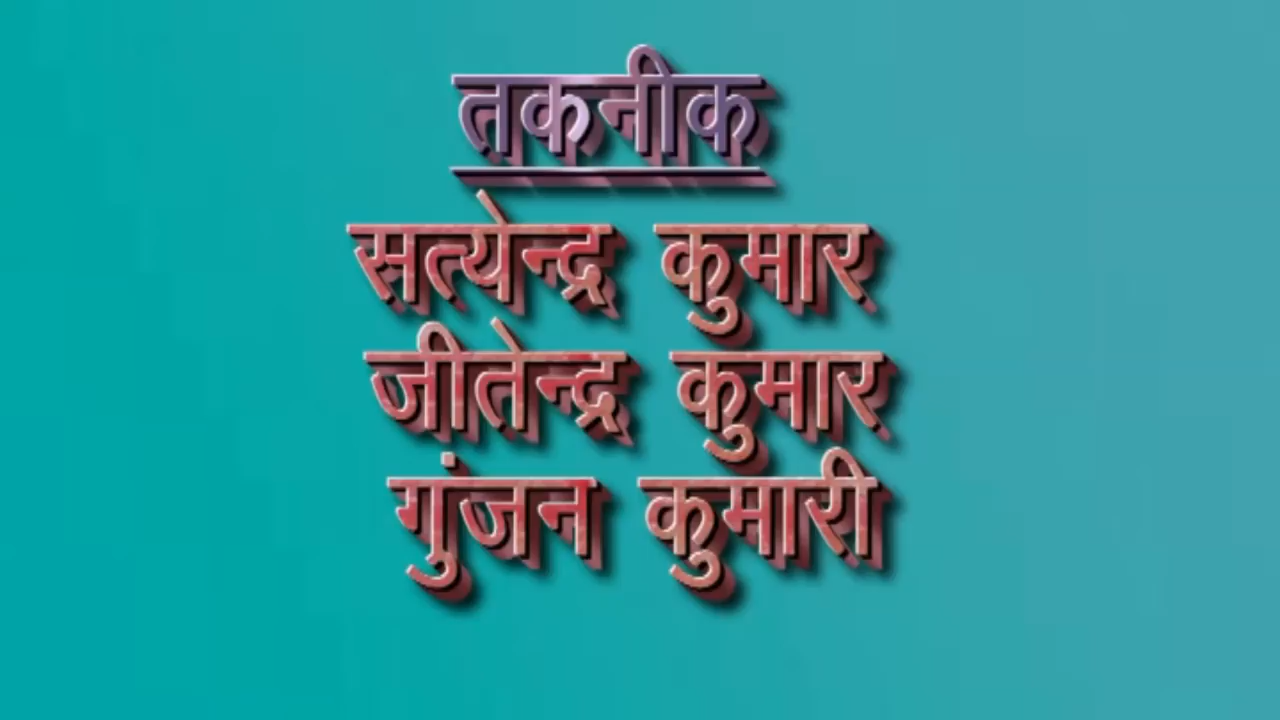 तकनीक
सत्येन्द्र कुमार
जीतेन्द्र कुमार
गुंजन कुमारी